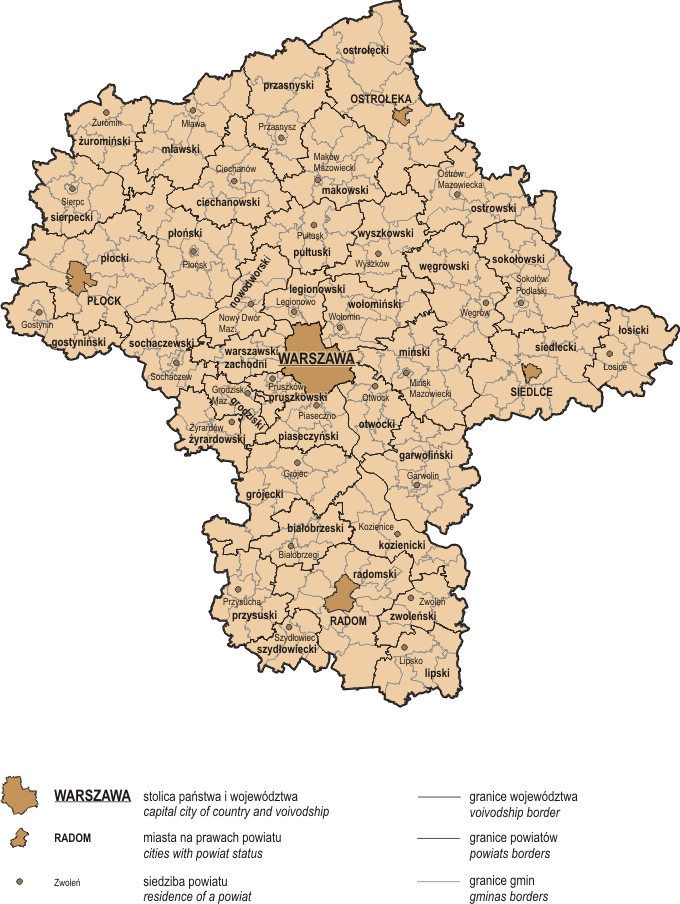 ostrołęcki
przasnyski
OSTROŁĘKA
Żuromin
Mława
Przasnysz
żuromiński
mławski
Maków
Mazowiecki
Ciechanów
Ostrów
Mazowiecka
makowski
Sierpc
ciechanowski
ostrowski
sierpecki
płoński
Pułtusk
wyszkowski
pułtuski
płocki
Płońsk
Wyszków
węgrowski
sokołowski
nowodworski
Sokołów
Podlaski
legionowski
PŁOCK
Legionowo
wołomiński
Węgrów
Gostynin
Nowy Dwór
Maz.
Wołomin
łosicki
gostyniński
sochaczewski
siedlecki
warszawski
zachodni
WARSZAWA
miński
Łosice
Sochaczew
Pruszków
Mińsk
Mazowiecki
SIEDLCE
Grodzisk
Maz.
pruszkowski
Otwock
grodziski
Piaseczno
Żyrardów
żyrardowski
piaseczyński
otwocki
garwoliński
Grójec
Garwolin
grójecki
białobrzeski
Kozienice
kozienicki
Białobrzegi
radomski
Przysucha
Zwoleń
przysuski
RADOM
zwoleński
Szydłowiec
szydłowiecki
Lipsko
lipski
WARSZAWA
stolica państwa i województwa
capital city of country and voivodship
granice województwa
voivodship border
RADOM
miasta na prawach powiatu
cities with powiat status
granice powiatów
powiats borders
Zwoleń
siedziba powiatu
residence of a powiat
granice gmin
gminas borders